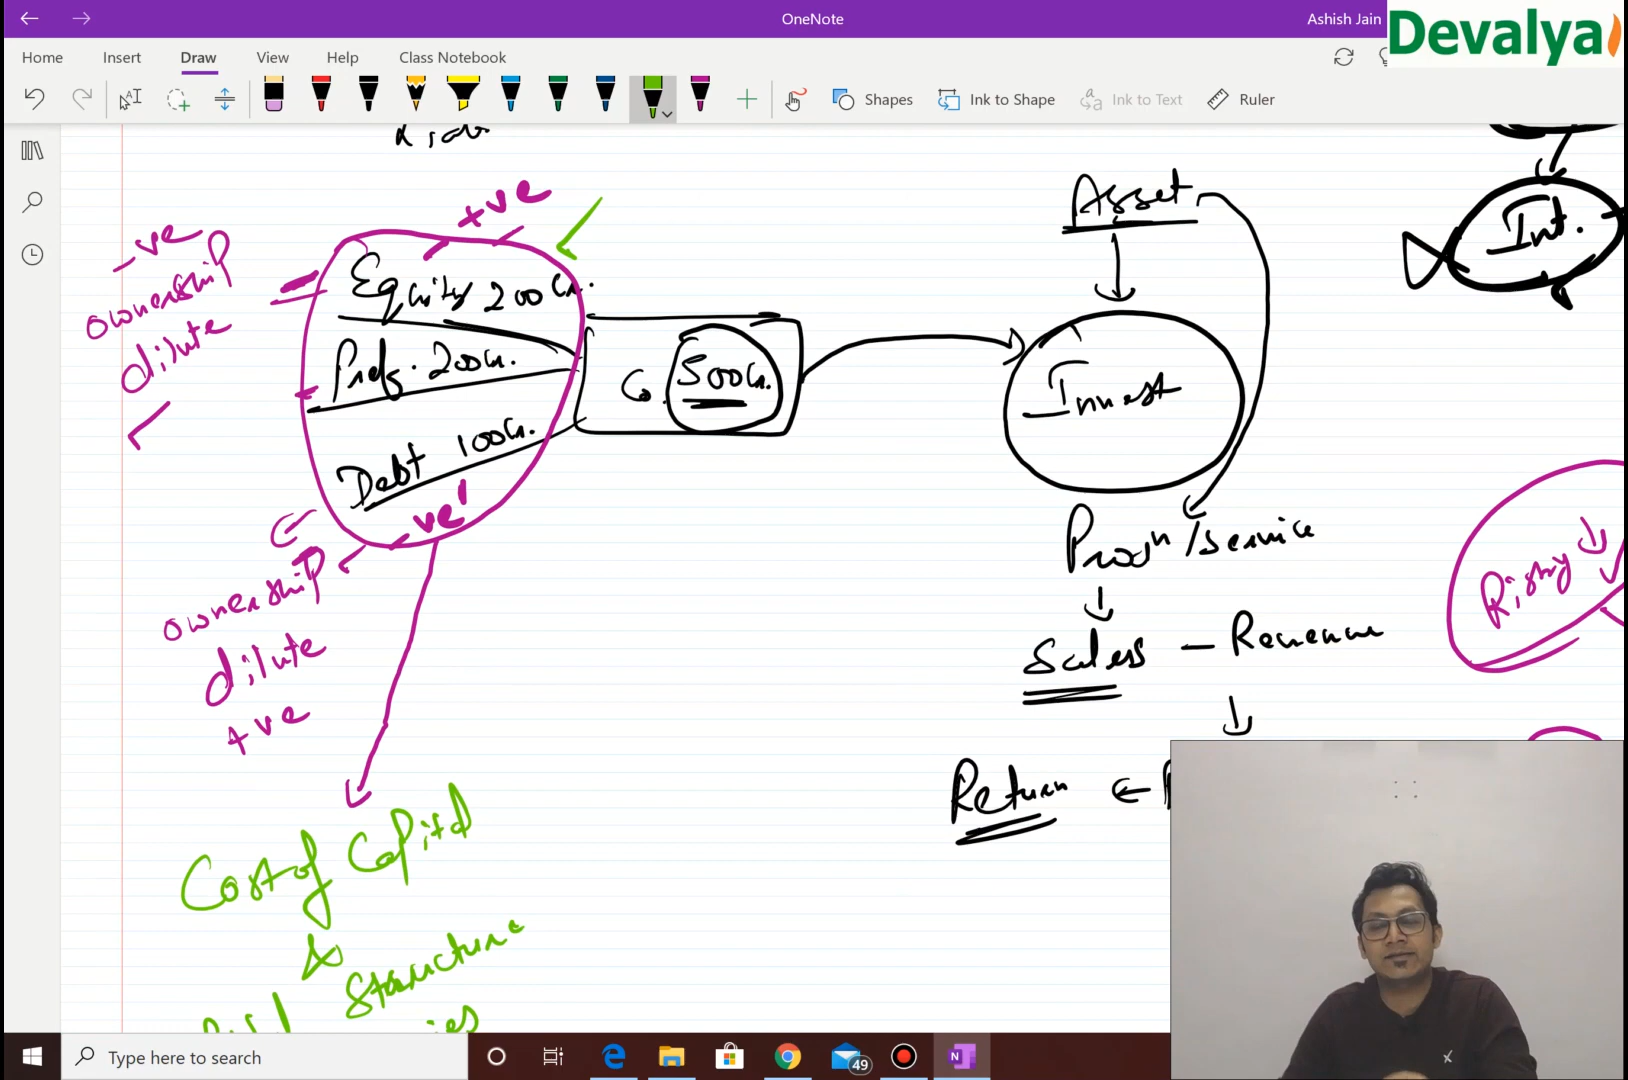 OneNote
Ashish Jain
Devalya
Home Insert Draw View Help Class Notebook
Shapes Ink to Shape Ink to Text Ruler
+ve
-ve
ownership
dilute
Equity 200 Cr.
Pref. 200 Cr.
Debt 100 Cr.
-ve
Co. 500 Cr.
Asset
Invest
Int.
Prodn/service
Sales - Revenue
Return
ownership
dilute
+ve
Cost of Capital
&
Structure
Type here to search
49